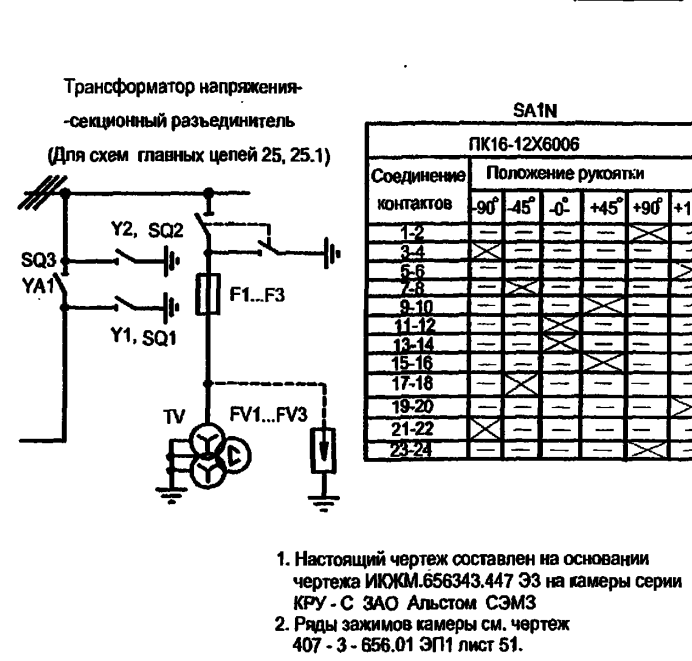 Трансформатор напряжения-
-секционный разъединитель
(Для схем главных цепей 25, 25.1)
Y2, SQ2
SQ3
YA1
F1...F3
Y1, SQ1
TV
FV1...FV3
SA1N
ПК16-12Х6006
Соединение Положение рукоятки
контактов -90° -45° -0°- +45° +90° +1
1-2
3-4
5-6
7-8
9-10
11-12
13-14
15-16
17-18
19-20
21-22
23-24
1. Настоящий чертеж составлен на основании
чертежа ИКЖМ.656343.447 ЭЗ на камеры серии
КРУ - С ЗАО Альстом СЭМЗ
2. Ряды зажимов камеры см. чертеж
407 - 3 - 656.01 ЭП1 лист 51.